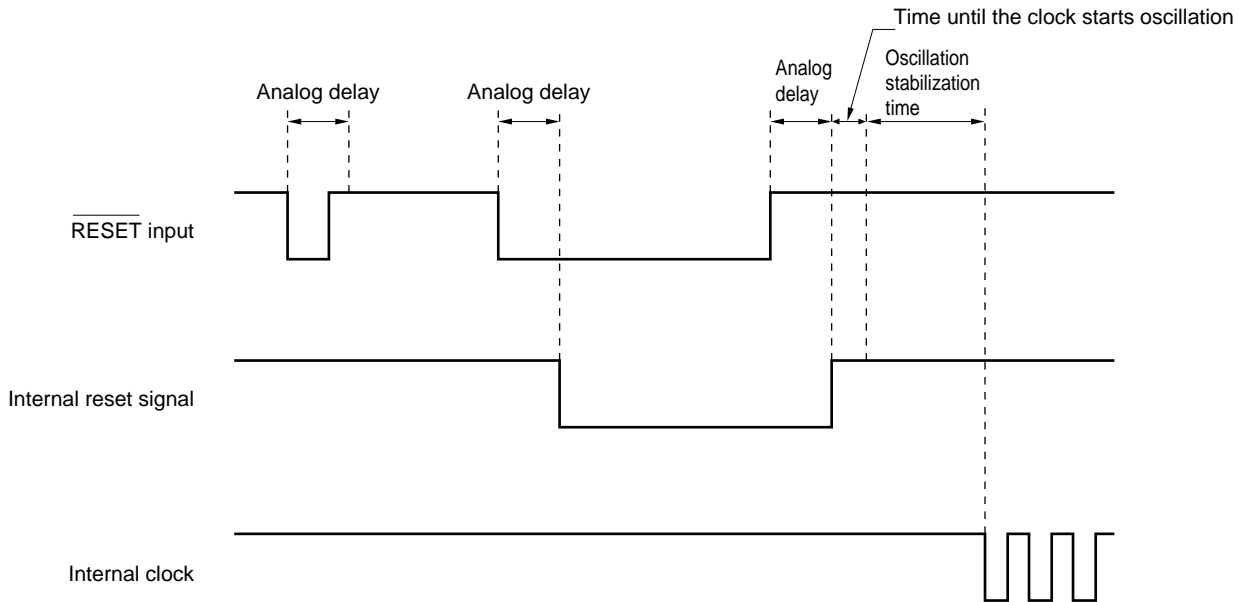 Time until the clock starts oscillation
Analog delay
Analog delay
Analog
delay
Oscillation
stabilization
time
RESET input
Internal reset signal
Internal clock